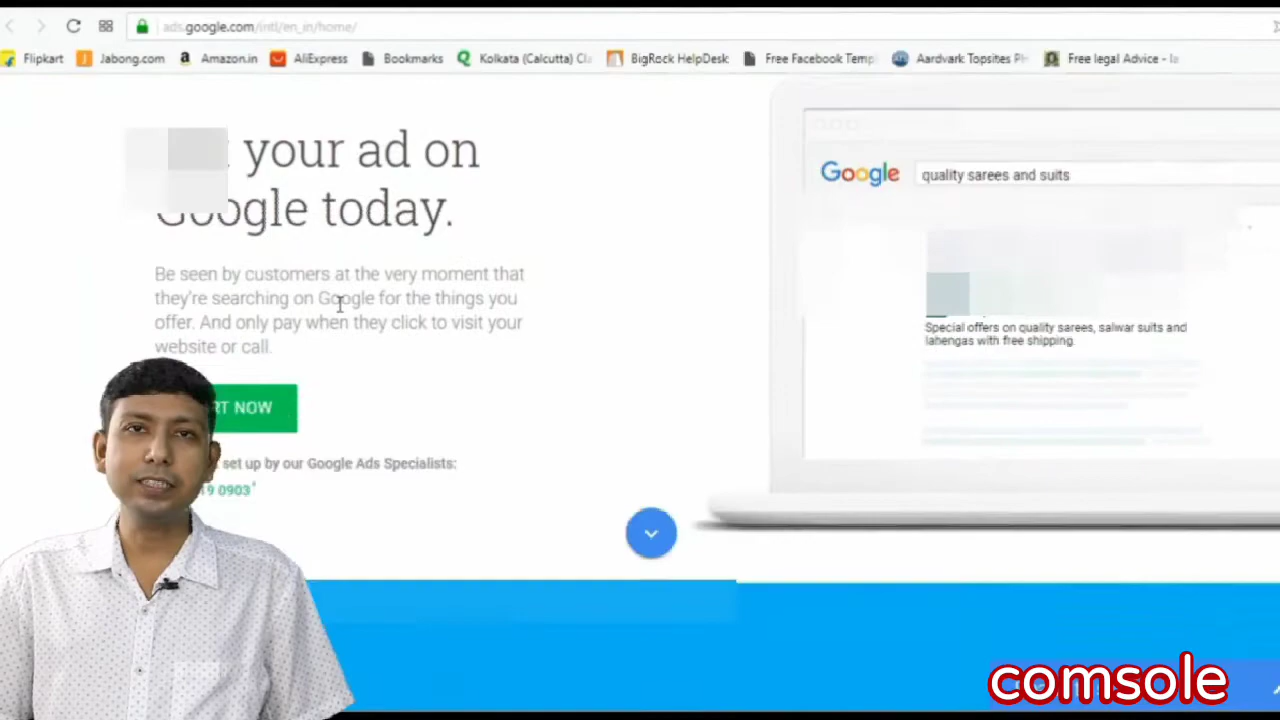 ads.google.com/intl/en_in/home/
Flipkart Jabong.com Amazon.in AliExpress Bookmarks Kolkata (Calcutta) Cl BigRock HelpDesk Free Facebook Temp Aardvark Topsites Free legal Advice
your ad on
Google today.
Be seen by customers at the very moment that
they're searching on Google for the things you
offer. And only pay when they click to visit your
website or call.
RT NOW
set up by our Google Ads Specialists:
19 0903
Google quality sarees and suits
Special offers on quality sarees, salwar suits and
lahengas with free shipping.
comsole